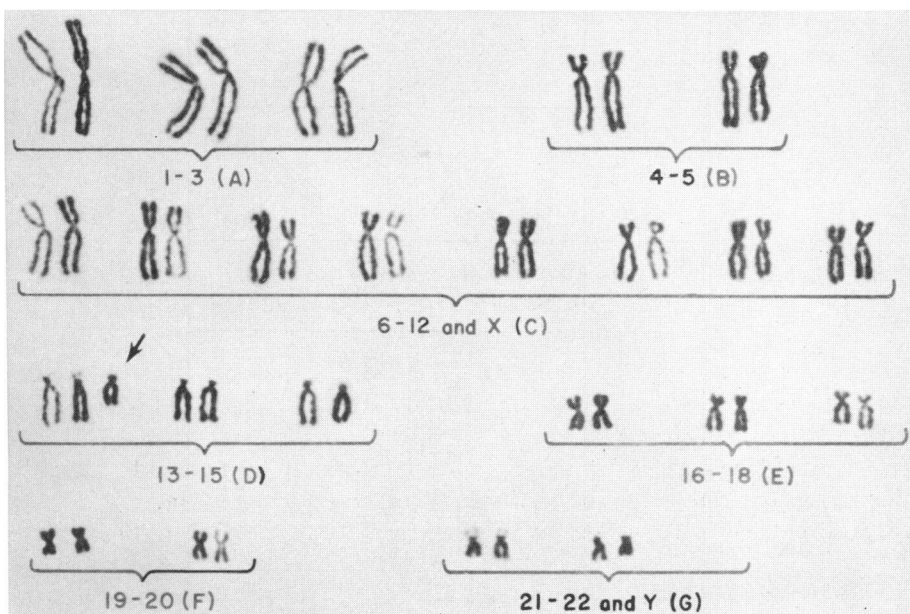 1-3 (A)
4-5 (B)
6-12 and X (C)
13-15 (D)
16-18 (E)
19-20 (F)
21-22 and Y (G)